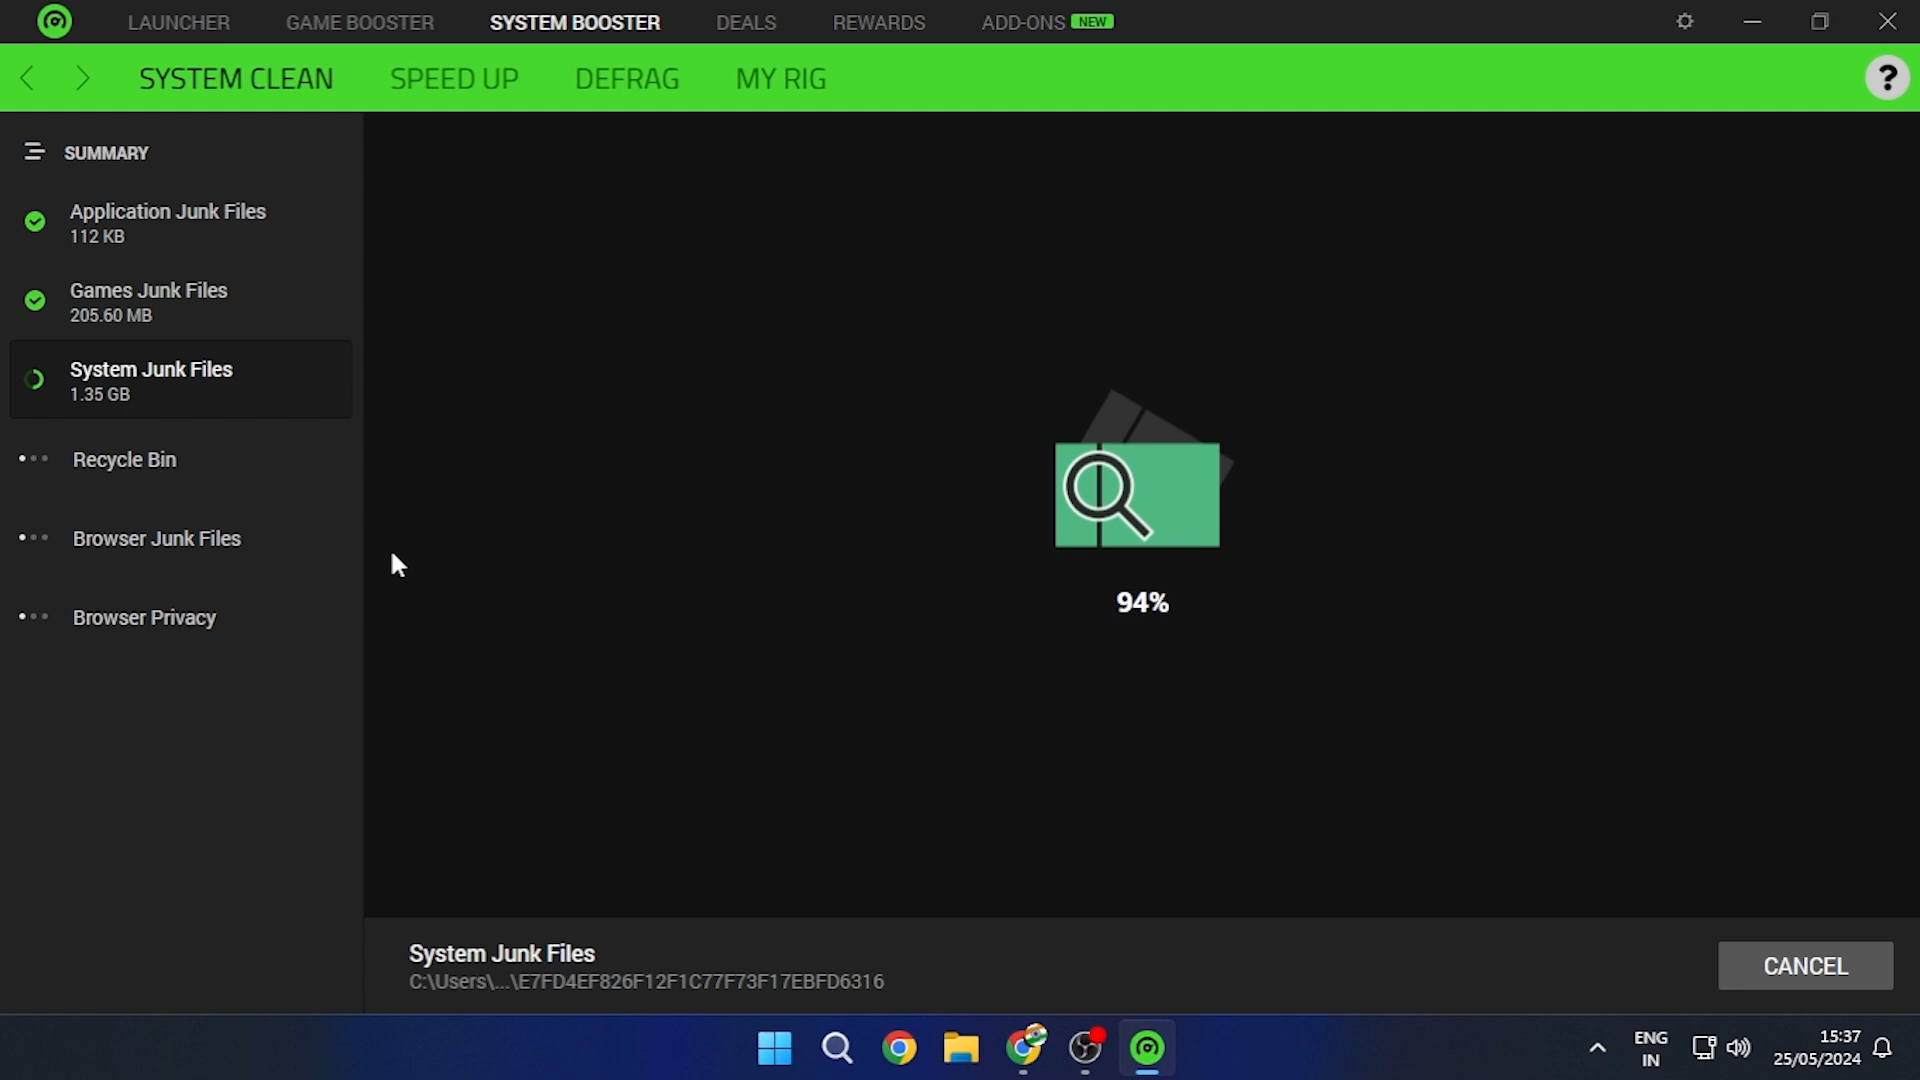 LAUNCHER GAME BOOSTER SYSTEM BOOSTER DEALS REWARDS ADD-ONS NEW
SYSTEM CLEAN SPEED UP DEFRAG MY RIG ?
SUMMARY
Application Junk Files
112 KB
Games Junk Files
205.60 MB
System Junk Files
1.35 GB
Recycle Bin
Browser Junk Files
Browser Privacy
94%
System Junk Files
C:\Users\...\E7FD4EF826F12F1C77F73F17EBFD6316
CANCEL
ENG
IN
15:37
25/05/2024